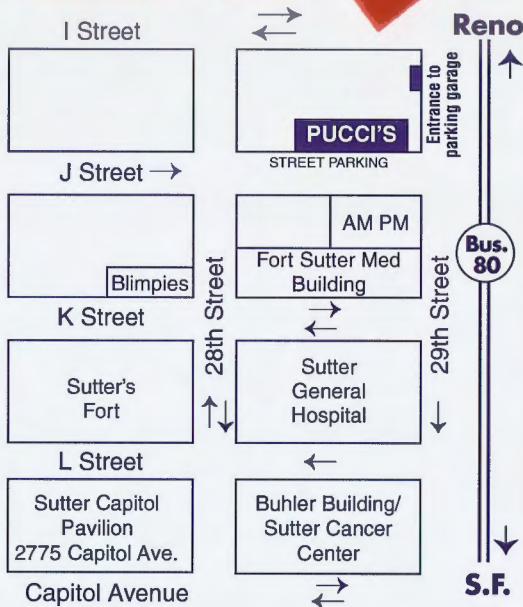 I Street
Reno
Entrance to
parking garage
PUCCI'S
STREET PARKING
J Street
AM PM
Bus.
80
Fort Sutter Med
Building
Blimpies
28th Street
29th Street
K Street
Sutter's
Fort
Sutter
General
Hospital
L Street
Sutter Capitol
Pavilion
2775 Capitol Ave.
Buhler Building/
Sutter Cancer
Center
Capitol Avenue
S.F.